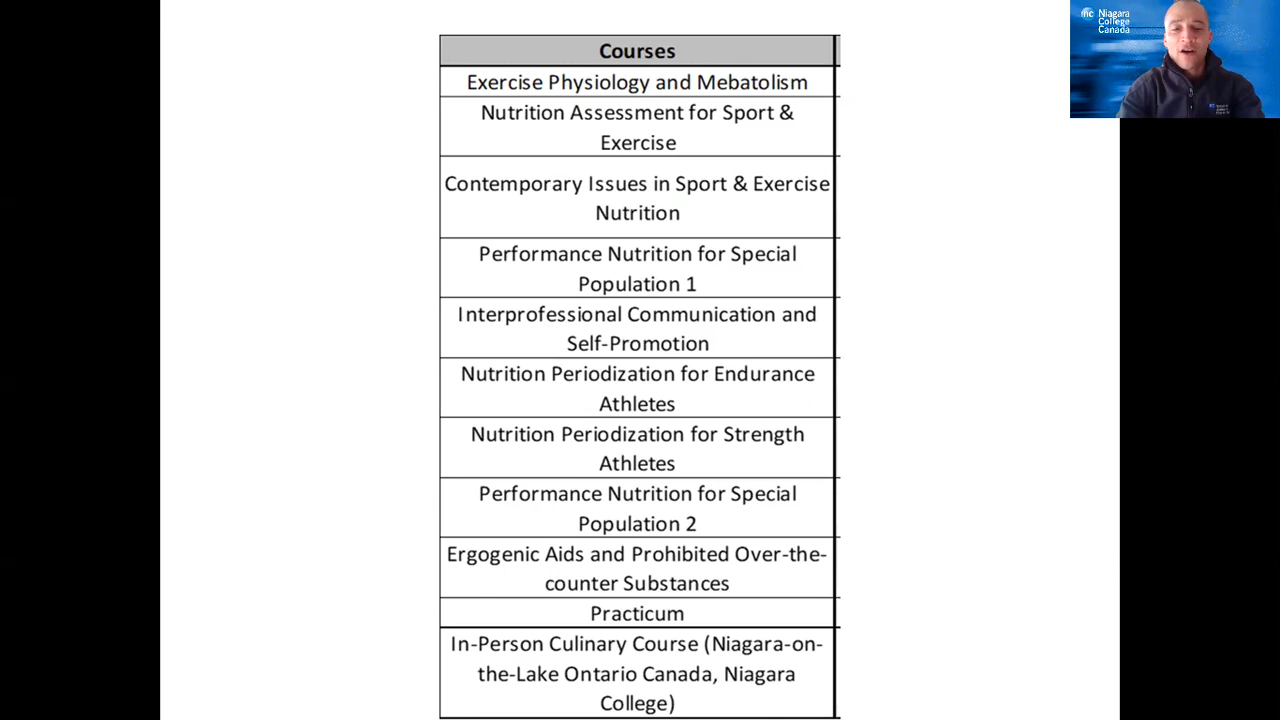 Courses
Exercise Physiology and Mebatolism
Nutrition Assessment for Sport &
Exercise
Contemporary Issues in Sport & Exercise
Nutrition
Performance Nutrition for Special
Population 1
Interprofessional Communication and
Self-Promotion
Nutrition Periodization for Endurance
Athletes
Nutrition Periodization for Strength
Athletes
Performance Nutrition for Special
Population 2
Ergogenic Aids and Prohibited Over-the-
counter Substances
Practicum
In-Person Culinary Course (Niagara-on-
the-Lake Ontario Canada, Niagara
College)
nc Niagara
College
Canada